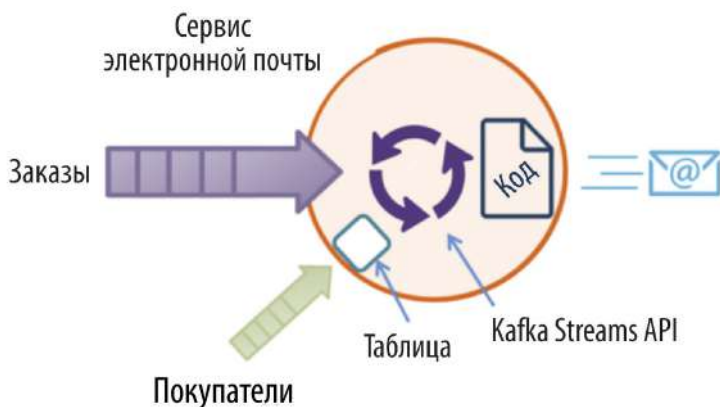 Сервис
электронной почты
Заказы
Код
@
Таблица
Kafka Streams API
Покупатели